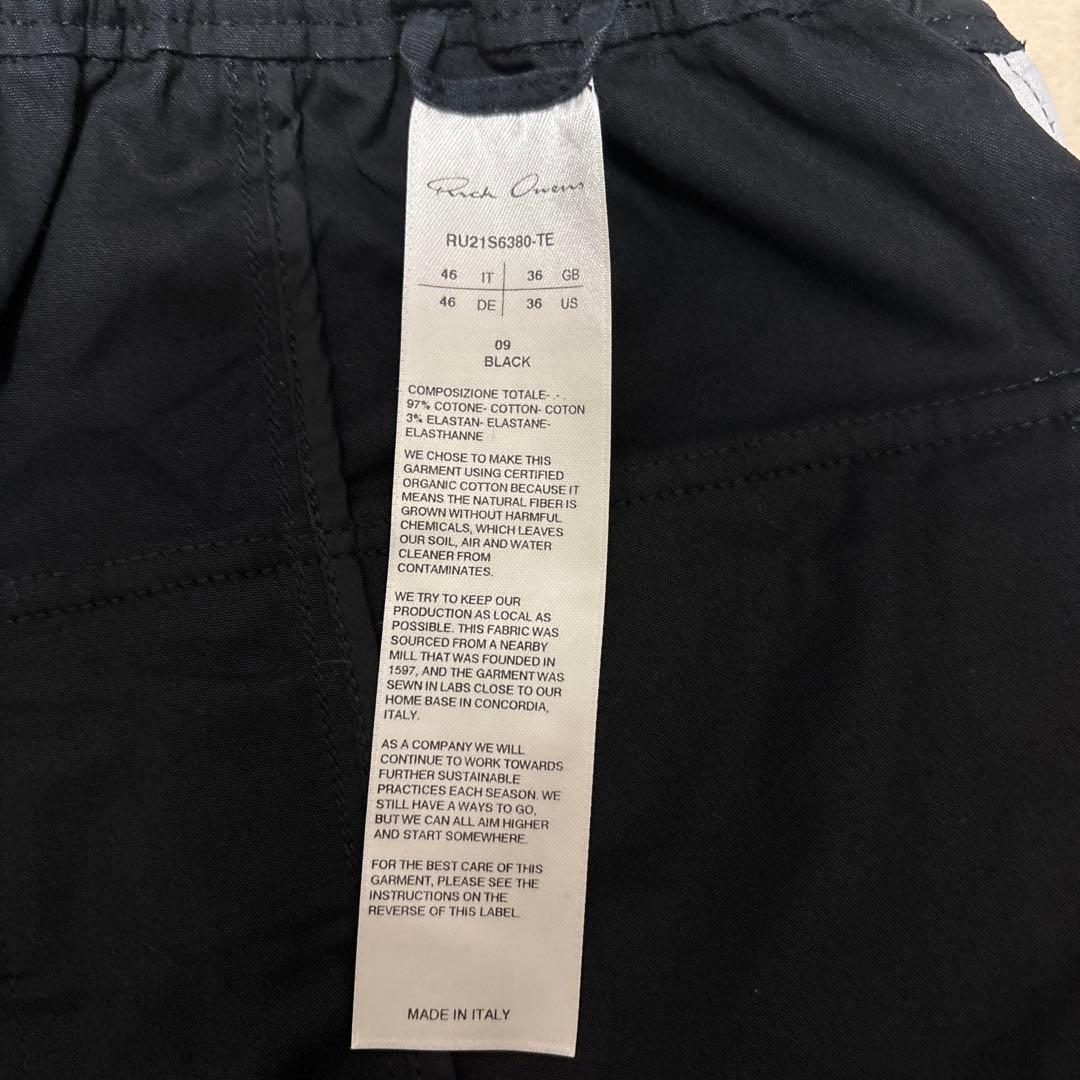 Rick Owens
RU21S6380-TE
46 IT 36 GB
46 DE 36 US
09
BLACK
COMPOSIZIONE TOTALE- - -
97% COTONE- COTTON- COTON
3% ELASTAN- ELASTANE-
ELASTHANNE
WE CHOSE TO MAKE THIS
GARMENT USING CERTIFIED
ORGANIC COTTON BECAUSE IT
MEANS THE NATURAL FIBER IS
GROWN WITHOUT HARMFUL
CHEMICALS, WHICH LEAVES
OUR SOIL, AIR AND WATER
CLEANER FROM
CONTAMINATES.
WE TRY TO KEEP OUR
PRODUCTION AS LOCAL AS
POSSIBLE. THIS FABRIC WAS
SOURCED FROM A NEARBY
MILL THAT WAS FOUNDED IN
1597, AND THE GARMENT WAS
SEWN IN LABS CLOSE TO OUR
HOME BASE IN CONCORDIA,
ITALY.
AS A COMPANY WE WILL
CONTINUE TO WORK TOWARDS
FURTHER SUSTAINABLE
PRACTICES EACH SEASON. WE
STILL HAVE A WAYS TO GO,
BUT WE CAN ALL AIM HIGHER
AND START SOMEWHERE.
FOR THE BEST CARE OF THIS
GARMENT, PLEASE SEE THE
INSTRUCTIONS ON THE
REVERSE OF THIS LABEL.
MADE IN ITALY